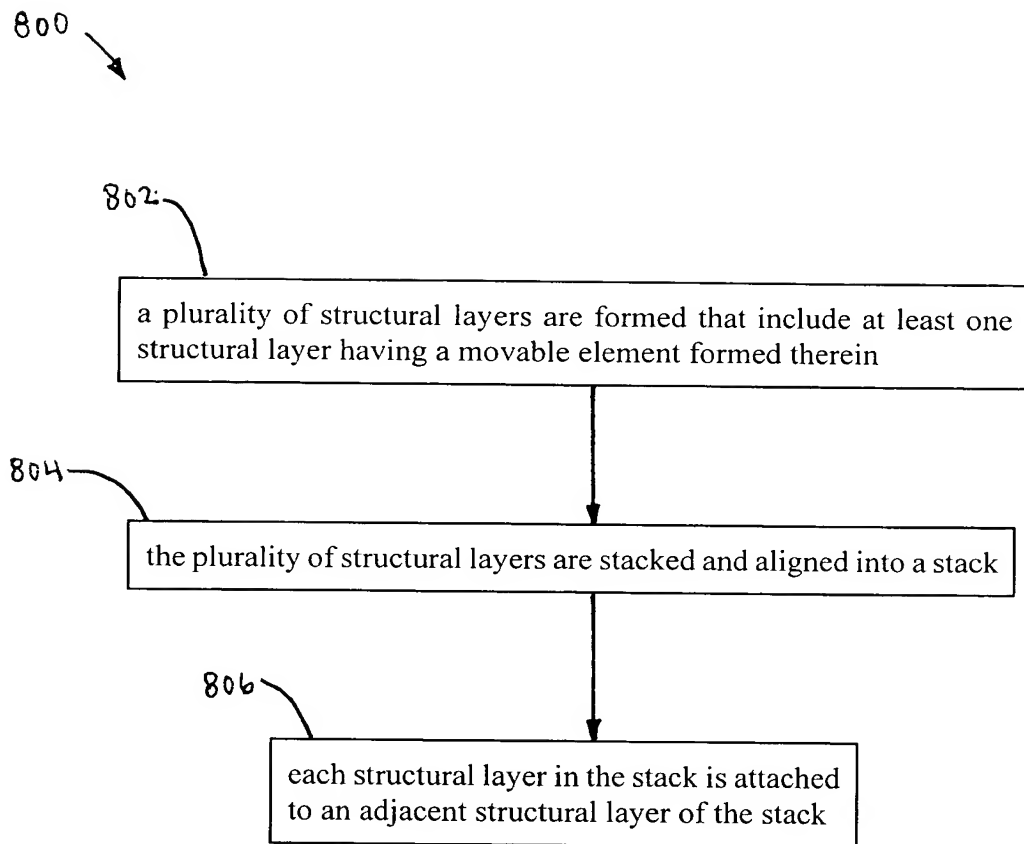 800
802
a plurality of structural layers are formed that include at least one
structural layer having a movable element formed therein
804
the plurality of structural layers are stacked and aligned into a stack
806
each structural layer in the stack is attached
to an adjacent structural layer of the stack